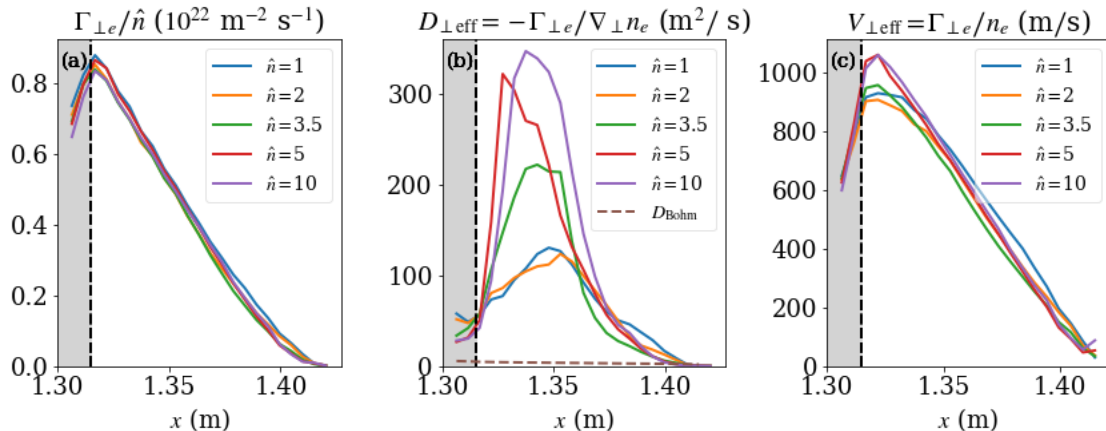 Γ⊥e/n̂ (10²² m⁻² s⁻¹)
(a)
n̂=1
n̂=2
n̂=3.5
n̂=5
n̂=10
0.8
0.6
0.4
0.2
0.0
1.30 1.35 1.40
x (m)
D⊥eff = −Γ⊥e/∇⊥nₑ (m²/ s)
(b)
n̂=1
n̂=2
n̂=3.5
n̂=5
n̂=10
D_Bohm
300
200
100
0
1.30 1.35 1.40
x (m)
V⊥eff=Γ⊥e/nₑ (m/s)
(c)
n̂=1
n̂=2
n̂=3.5
n̂=5
n̂=10
1000
800
600
400
200
0
1.30 1.35 1.40
x (m)